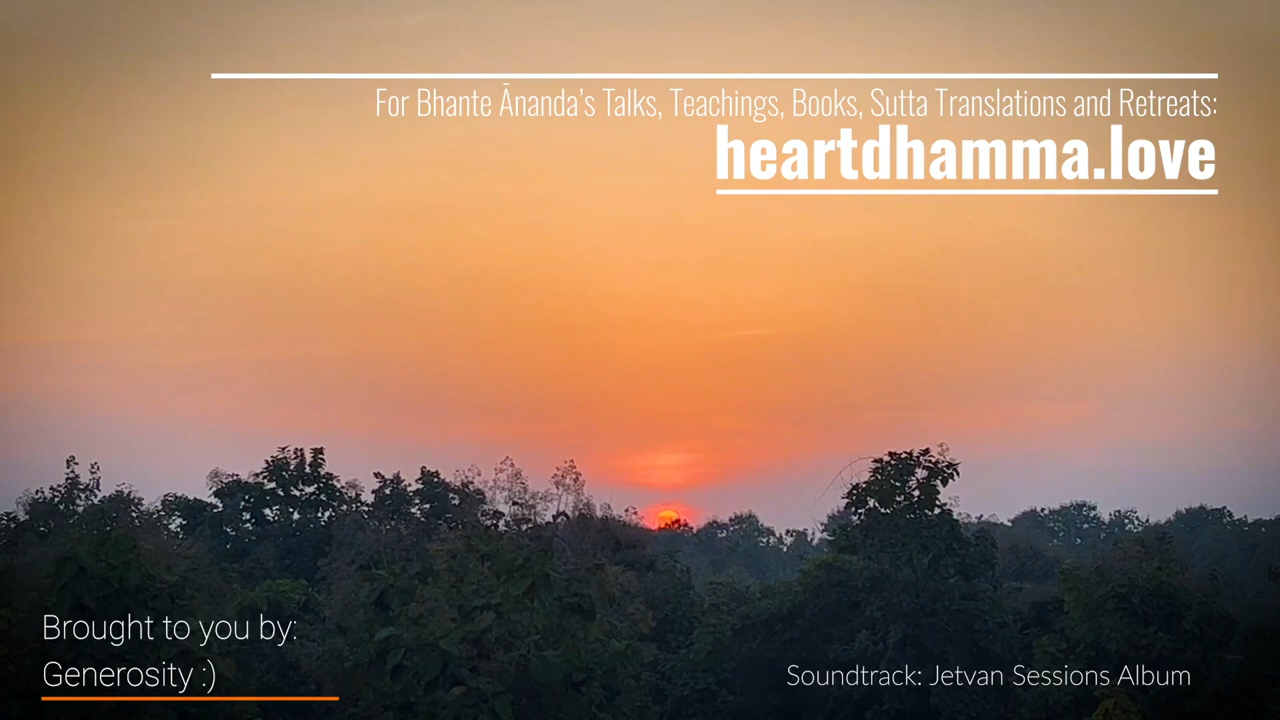 For Bhante Ānanda’s Talks, Teachings, Books, Sutta Translations and Retreats:
heartdhamma.love
Brought to you by:
Generosity :)
Soundtrack: Jetvan Sessions Album